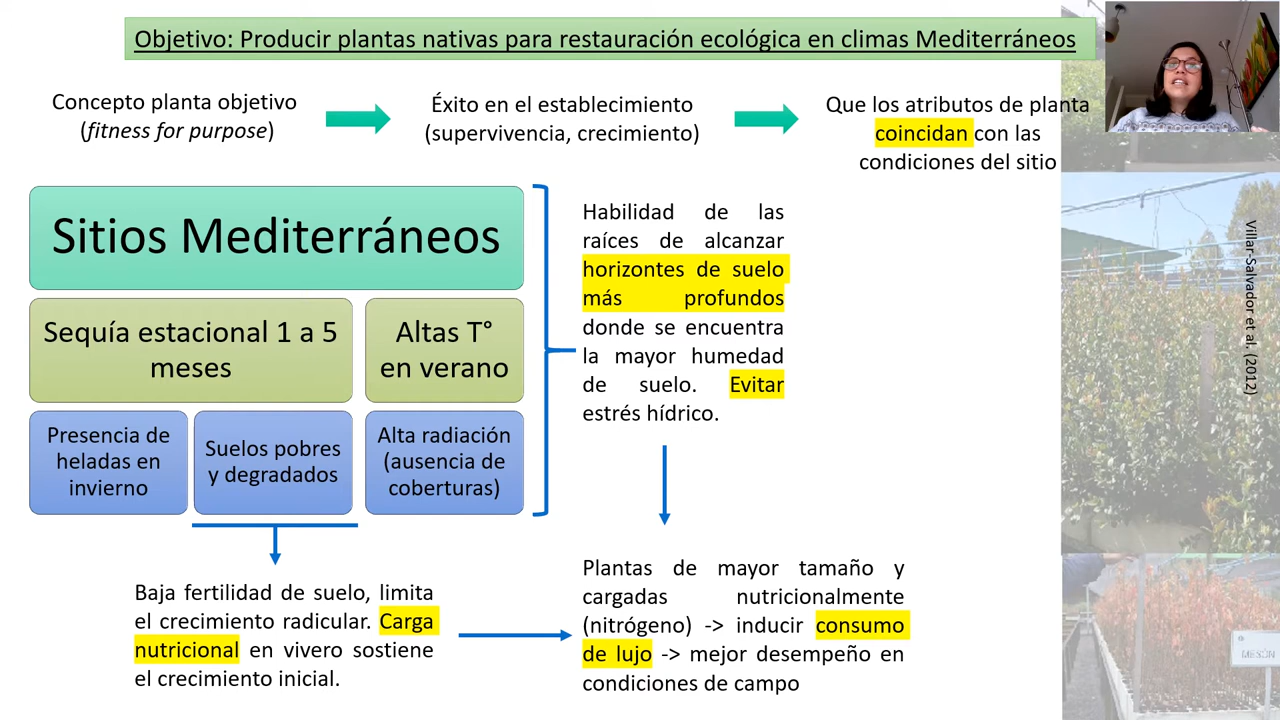 Objetivo: Producir plantas nativas para restauración ecológica en climas Mediterráneos
Concepto planta objetivo
(fitness for purpose)
Éxito en el establecimiento
(supervivencia, crecimiento)
Que los atributos de planta
coincidan con las
condiciones del sitio
Sitios Mediterráneos
Sequía estacional 1 a 5
meses
Altas T°
en verano
Presencia de
heladas en
invierno
Suelos pobres
y degradados
Alta radiación
(ausencia de
coberturas)
Habilidad de las
raíces de alcanzar
horizontes de suelo
más profundos
donde se encuentra
la mayor humedad
de suelo. Evitar
estrés hídrico.
Baja fertilidad de suelo, limita
el crecimiento radicular. Carga
nutricional en vivero sostiene
el crecimiento inicial.
Plantas de mayor tamaño y
cargadas nutricionalmente
(nitrógeno) -> inducir consumo
de lujo -> mejor desempeño en
condiciones de campo
Villar-Salvador et al. (2012)
MESÓN